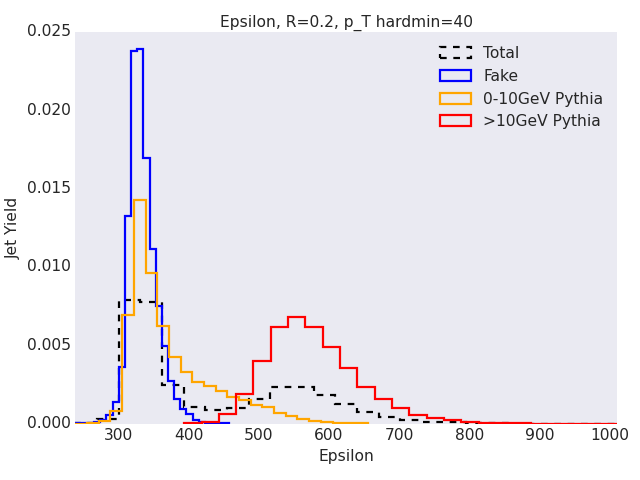 Epsilon, R=0.2, p_T hardmin=40
0.025
0.020
0.015
0.010
0.005
0.000
Jet Yield
Total
Fake
0-10GeV Pythia
>10GeV Pythia
300 400 500 600 700 800 900 1000
Epsilon